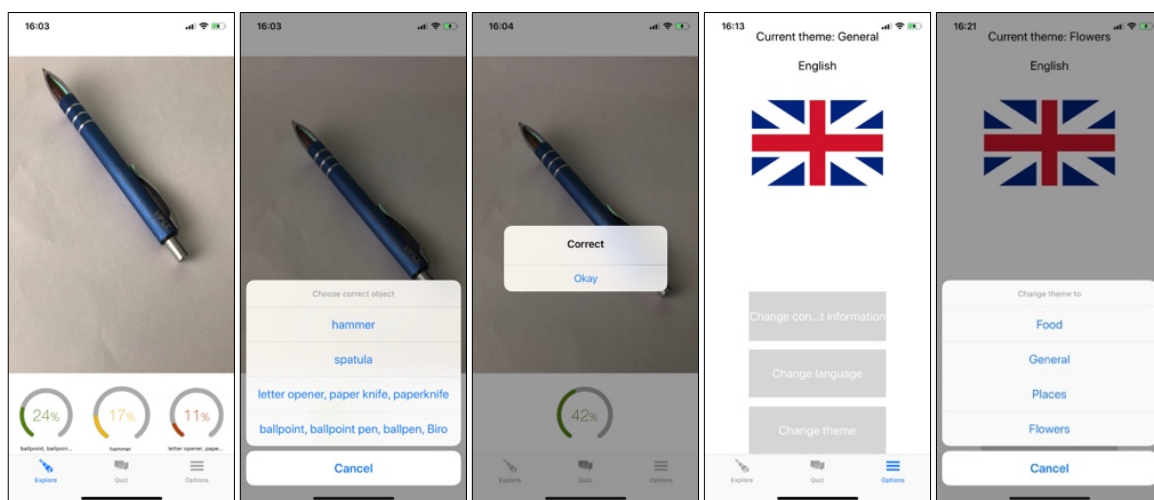 16:03
24%
17%
11%
ballpoint, ballpoin...
hammer
letter opener, pape...
Explore
Quiz
Options
16:03
Choose correct object
hammer
spatula
letter opener, paper knife, paperknife
ballpoint, ballpoint pen, ballpen, Biro
Cancel
16:04
Correct
Okay
42%
Explore
Quiz
Options
16:13
Current theme: General
English
Change con...t information
Change language
Change theme
Explore
Quiz
Options
16:21
Current theme: Flowers
English
Change theme to
Food
General
Places
Flowers
Cancel